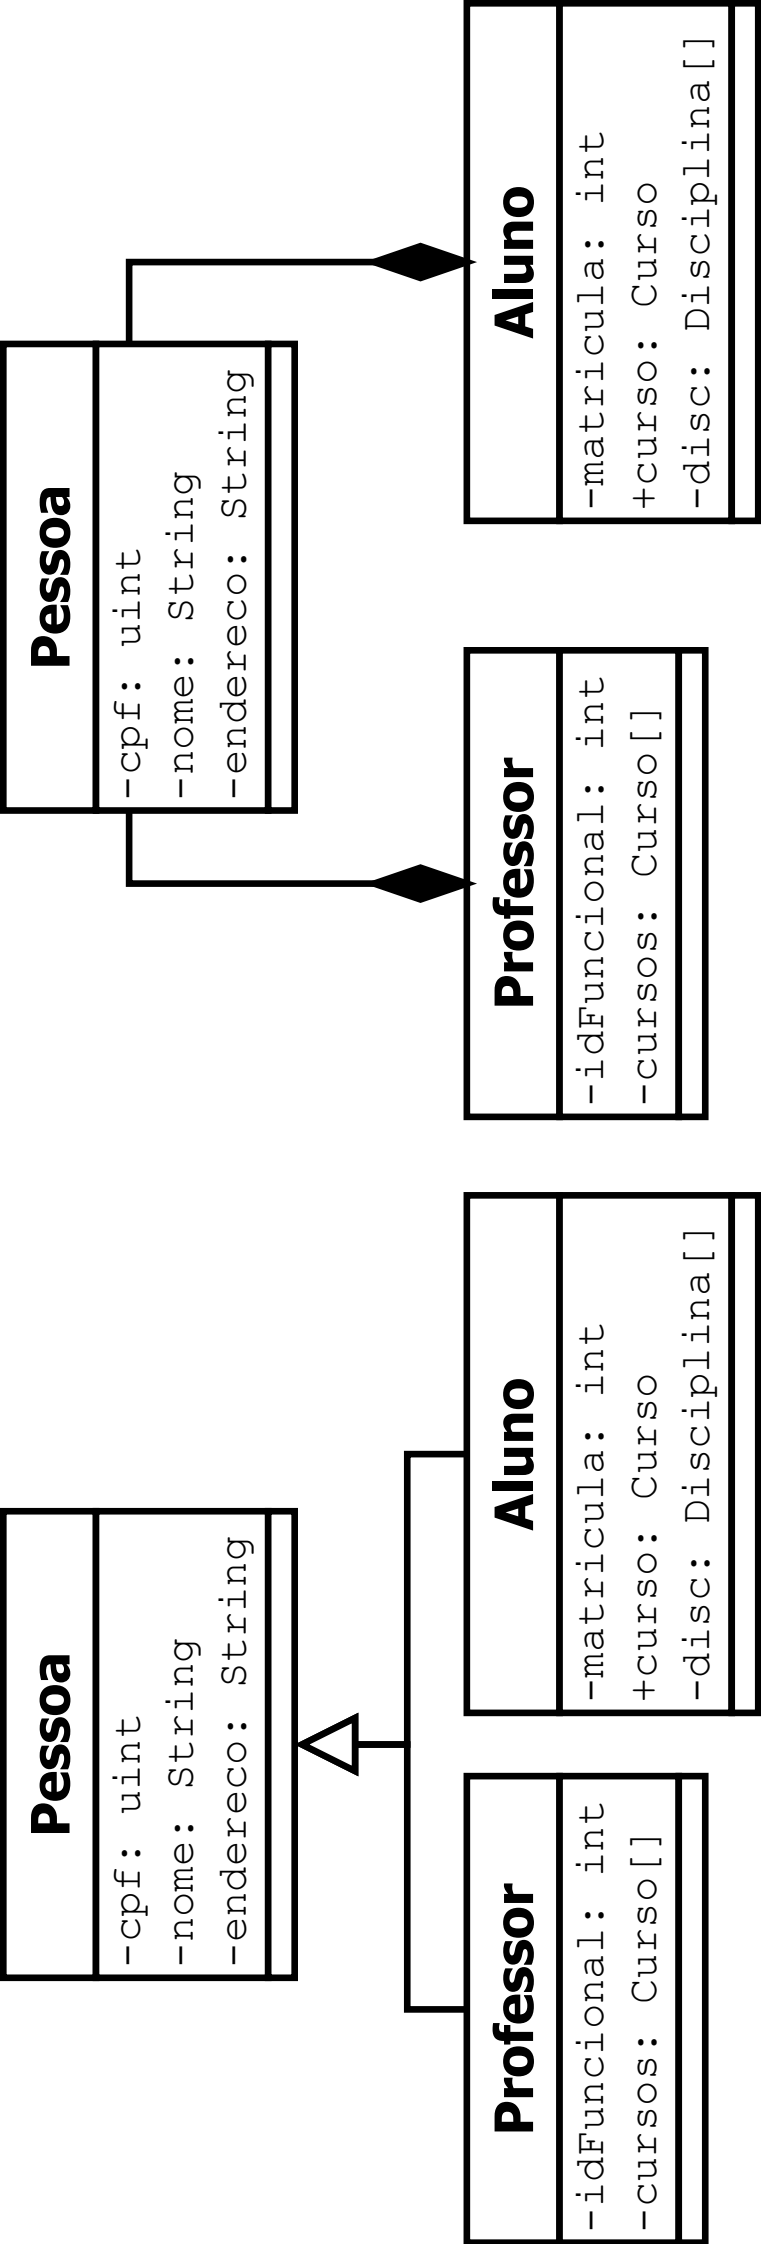 Pessoa
-cpf: uint
-nome: String
-endereco: String
Professor
-idFuncional: int
-cursos: Curso[]
Aluno
-matricula: int
+curso: Curso
-disc: Disciplina[]
Pessoa
-cpf: uint
-nome: String
-endereco: String
Professor
-idFuncional: int
-cursos: Curso[]
Aluno
-matricula: int
+curso: Curso
-disc: Disciplina[]